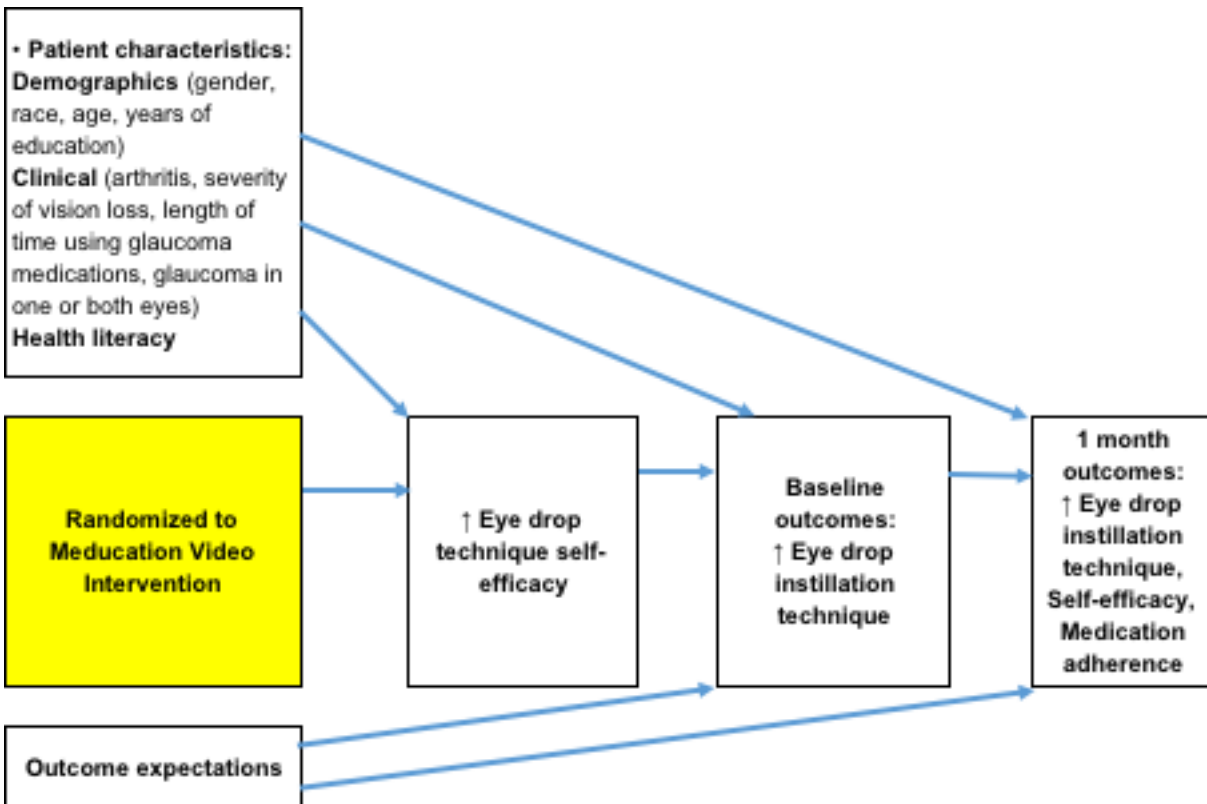 • Patient characteristics:
Demographics (gender,
race, age, years of
education)
Clinical (arthritis, severity
of vision loss, length of
time using glaucoma
medications, glaucoma in
one or both eyes)
Health literacy
Randomized to
Meducation Video
Intervention
↑ Eye drop
technique self-
efficacy
Baseline
outcomes:
↑ Eye drop
instillation
technique
1 month
outcomes:
↑ Eye drop
instillation
technique,
Self-efficacy,
Medication
adherence
Outcome expectations